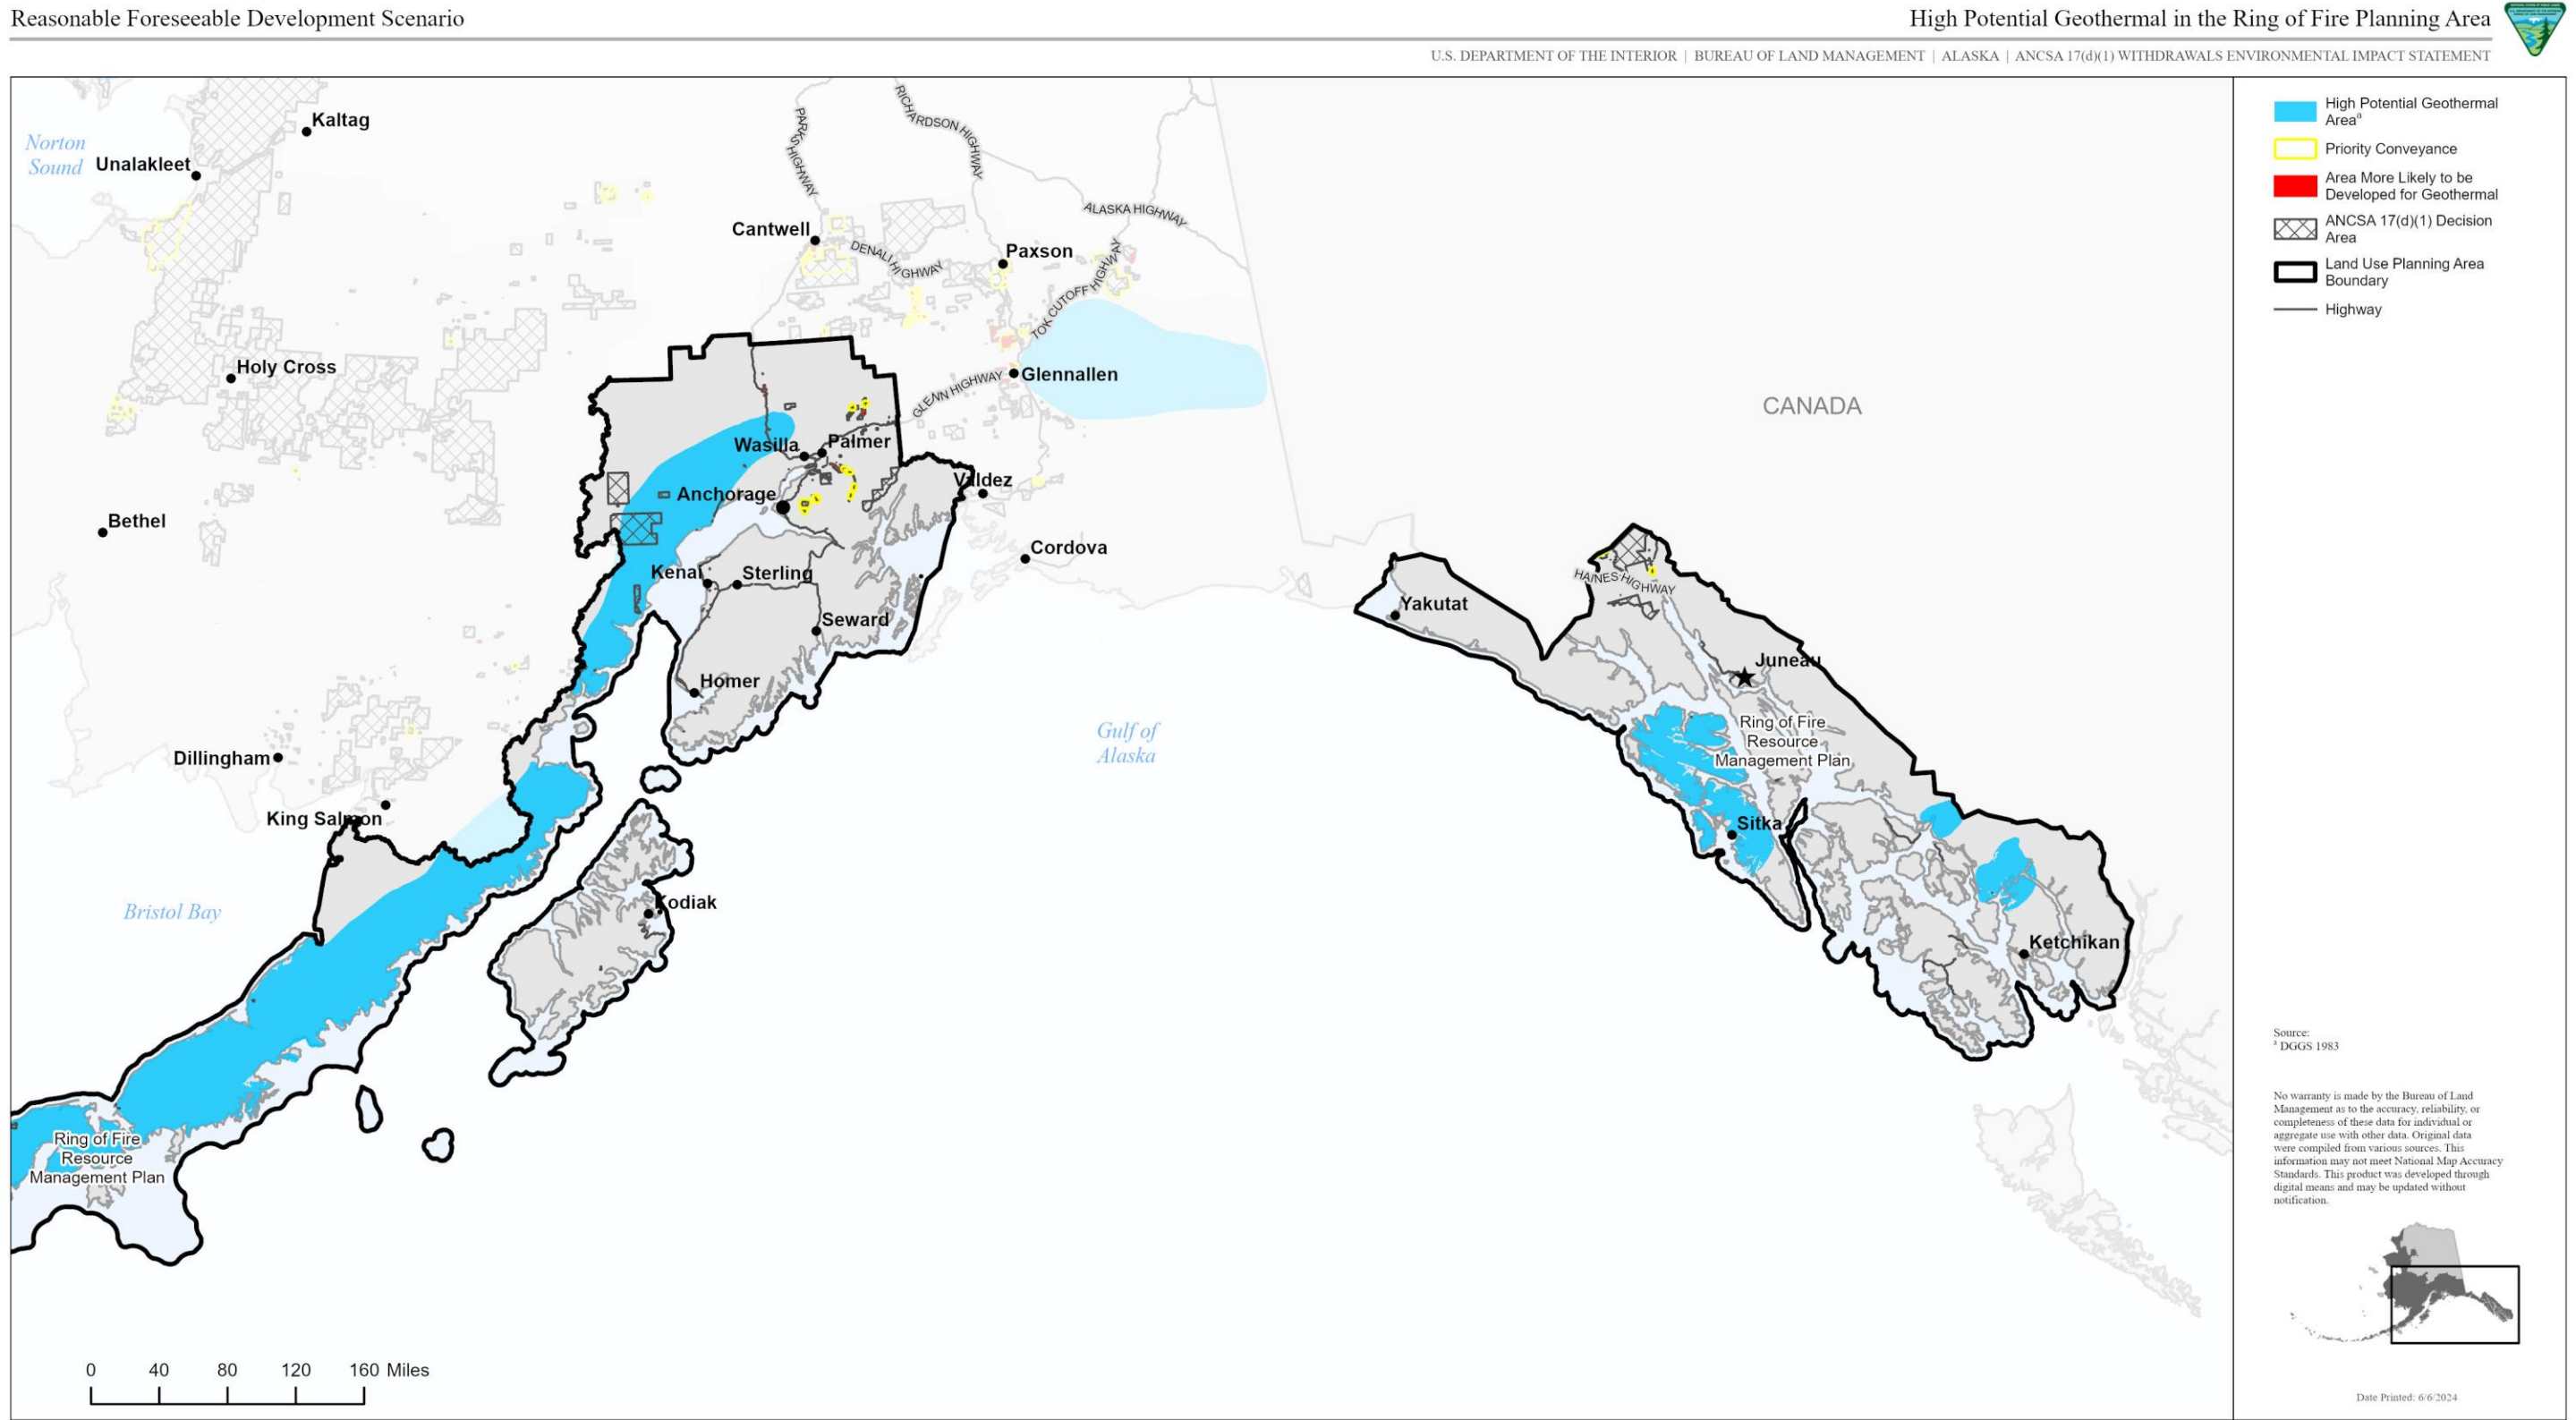 Reasonable Foreseeable Development Scenario
High Potential Geothermal in the Ring of Fire Planning Area
U.S. DEPARTMENT OF THE INTERIOR | BUREAU OF LAND MANAGEMENT | ALASKA | ANCSA 17(d)(1) WITHDRAWALS ENVIRONMENTAL IMPACT STATEMENT
Norton
Sound
Kaltag
Unalakleet
PARKS HIGHWAY
RICHARDSON HIGHWAY
ALASKA HIGHWAY
Cantwell
DENALI HIGHWAY
Paxson
TOK CUTOFF HIGHWAY
Holy Cross
GLENN HIGHWAY
Glennallen
CANADA
Wasilla
Palmer
Anchorage
Valdez
Bethel
Cordova
Kenai
Sterling
HAINES HIGHWAY
Yakutat
Seward
Juneau
Homer
Gulf of
Alaska
Ring of Fire
Resource
Management Plan
Dillingham
King Salmon
Sitka
Bristol Bay
Kodiak
Ketchikan
Ring of Fire
Resource
Management Plan
0 40 80 120 160 Miles
High Potential Geothermal
Areaª
Priority Conveyance
Area More Likely to be
Developed for Geothermal
ANCSA 17(d)(1) Decision
Area
Land Use Planning Area
Boundary
Highway
Source:
ª DGGS 1983
No warranty is made by the Bureau of Land
Management as to the accuracy, reliability, or
completeness of these data for individual or
aggregate use with other data. Original data
were compiled from various sources. This
information may not meet National Map Accuracy
Standards. This product was developed through
digital means and may be updated without
notification.
Date Printed: 6/6/2024